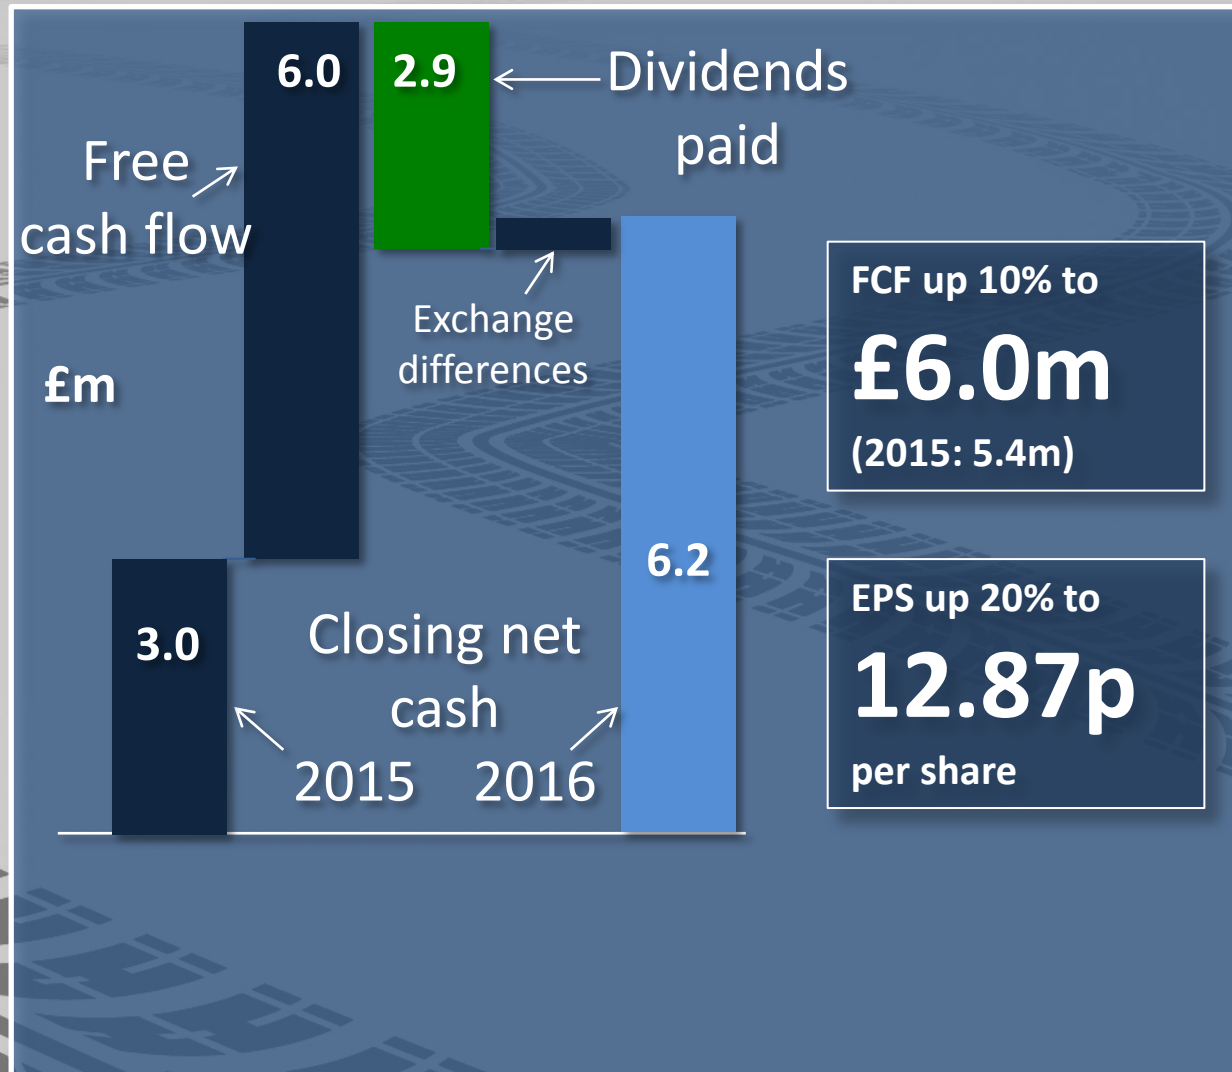 6.0
2.9
Dividends
paid
Free
cash flow
Exchange
differences
£m
3.0
Closing net
cash
2015
2016
6.2
FCF up 10% to
£6.0m
(2015: 5.4m)
EPS up 20% to
12.87p
per share